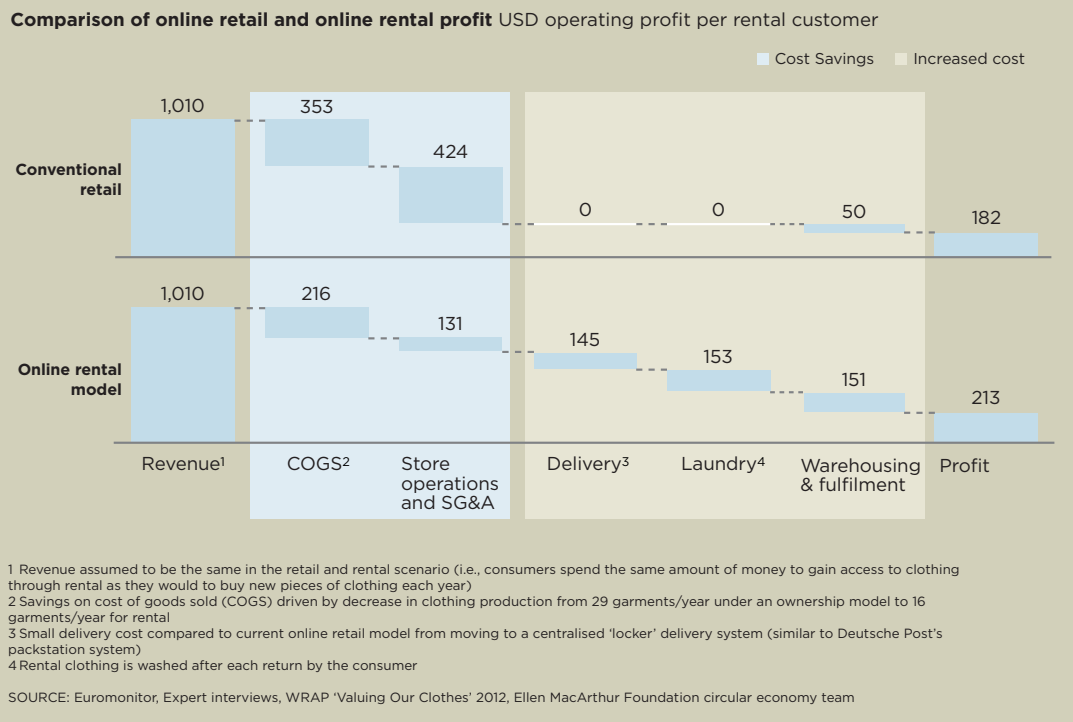 Comparison of online retail and online rental profit USD operating profit per rental customer
Cost Savings
Increased cost
1,010
353
424
0
0
50
182
Conventional
retail
1,010
216
131
145
153
151
213
Online rental
model
Revenue¹
COGS²
Store
operations
and SG&A
Delivery³
Laundry⁴
Warehousing
& fulfilment
Profit
1 Revenue assumed to be the same in the retail and rental scenario (i.e., consumers spend the same amount of money to gain access to clothing
through rental as they would to buy new pieces of clothing each year)
2 Savings on cost of goods sold (COGS) driven by decrease in clothing production from 29 garments/year under an ownership model to 16
garments/year for rental
3 Small delivery cost compared to current online retail model from moving to a centralised ‘locker’ delivery system (similar to Deutsche Post’s
packstation system)
4 Rental clothing is washed after each return by the consumer
SOURCE: Euromonitor, Expert interviews, WRAP ‘Valuing Our Clothes’ 2012, Ellen MacArthur Foundation circular economy team